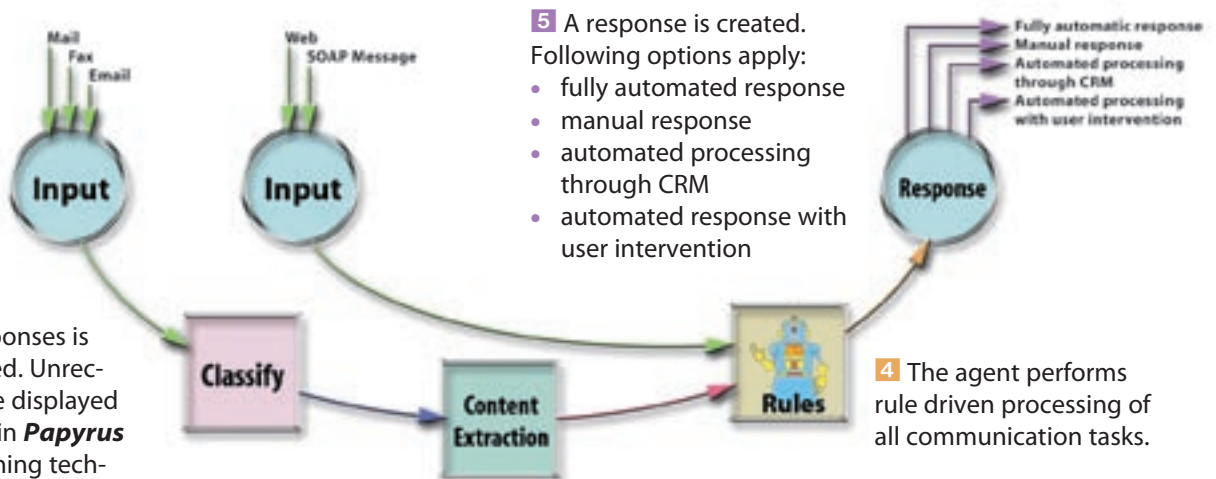 Mail
Fax
Email
Input
Web
SOAP Message
Input
5 A response is created.
Following options apply:
• fully automated response
• manual response
• automated processing
through CRM
• automated response with
user intervention
Fully automatic response
Manual response
Automated processing
through CRM
Automated processing
with user intervention
Response
ponses is
ed. Unrec-
e displayed
in Papyrus
ning tech-
Classify
Content
Extraction
Rules
4 The agent performs
rule driven processing of
all communication tasks.